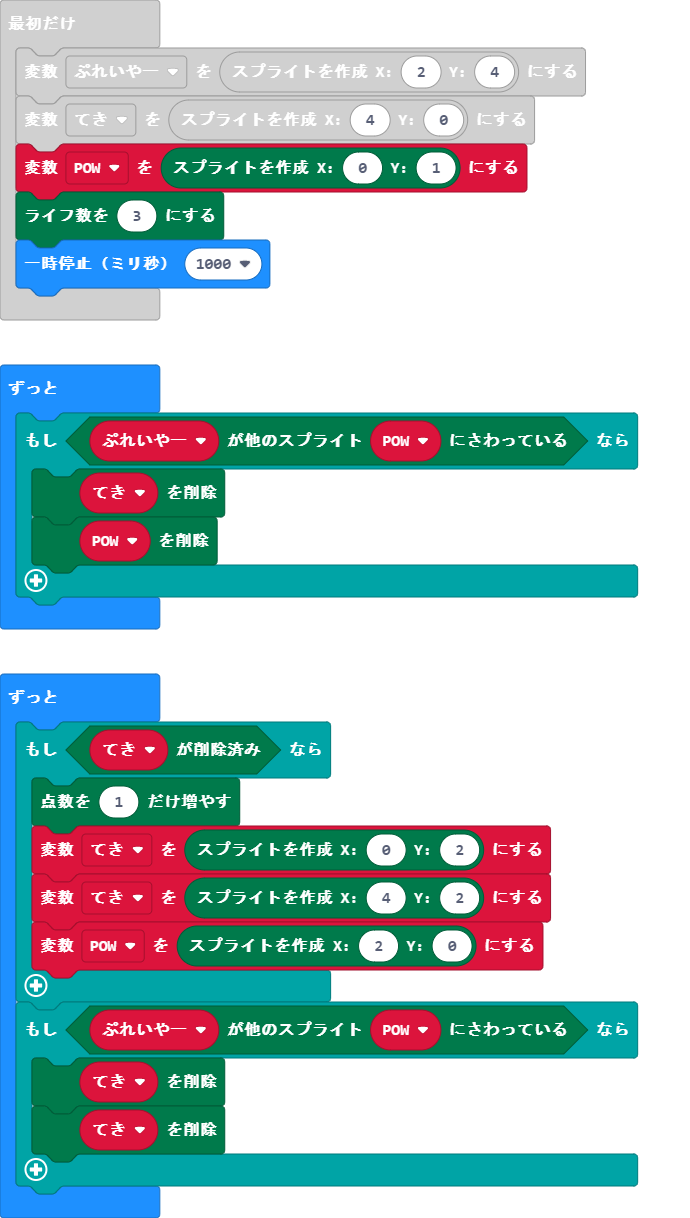 最初だけ
変数 ぷれいやー を スプライトを作成 X: 2 Y: 4 にする
変数 てき を スプライトを作成 X: 4 Y: 0 にする
変数 POW を スプライトを作成 X: 0 Y: 1 にする
ライフ数を 3 にする
一時停止（ミリ秒） 1000
ずっと
もし ぷれいやー が他のスプライト POW にさわっている なら
てき を削除
POW を削除
ずっと
もし てき が削除済み なら
点数を 1 だけ増やす
変数 てき を スプライトを作成 X: 0 Y: 2 にする
変数 てき を スプライトを作成 X: 4 Y: 2 にする
変数 POW を スプライトを作成 X: 2 Y: 0 にする
もし ぷれいやー が他のスプライト POW にさわっている なら
てき を削除
てき を削除